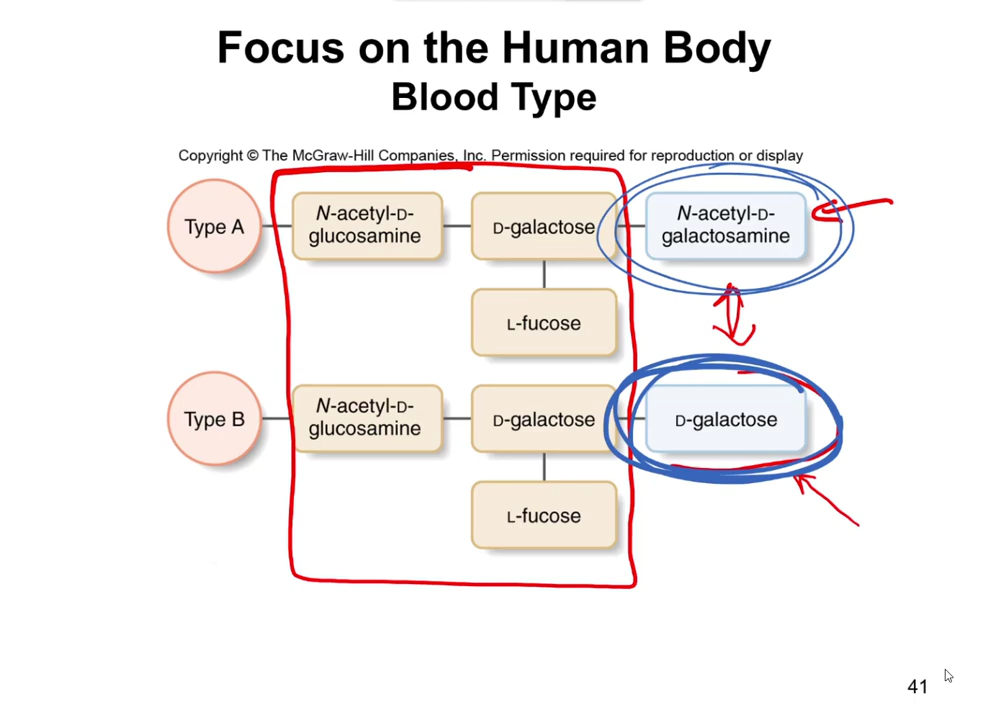 Focus on the Human Body
Blood Type
Copyright © The McGraw-Hill Companies, Inc. Permission required for reproduction or display
Type A
N-acetyl-D-
glucosamine
D-galactose
N-acetyl-D-
galactosamine
L-fucose
Type B
N-acetyl-D-
glucosamine
D-galactose
D-galactose
L-fucose
41